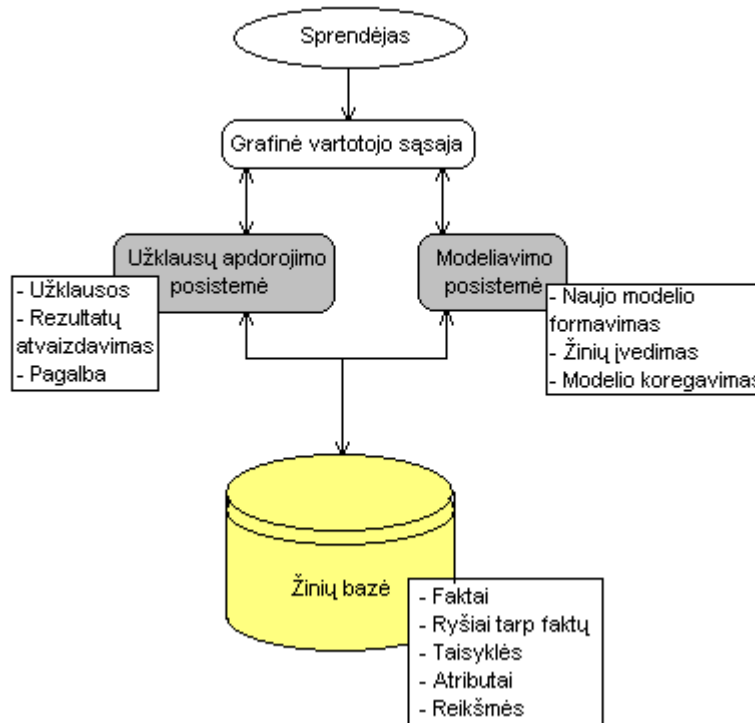 Sprendėjas
Grafinė vartotojo sąsaja
Užklausų apdorojimo
posistemė
- Užklausos
- Rezultatų
atvaizdavimas
- Pagalba
Modeliavimo
posistemė
- Naujo modelio
formavimas
- Žinių įvedimas
- Modelio koregavimas
Žinių bazė
- Faktai
- Ryšiai tarp faktų
- Taisyklės
- Atributai
- Reikšmės